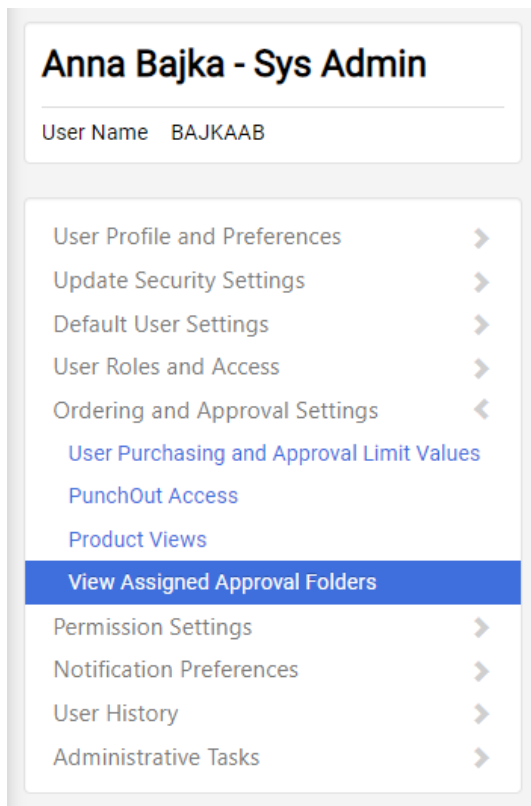 Anna Bajka - Sys Admin
User Name BAJKAAB
User Profile and Preferences
Update Security Settings
Default User Settings
User Roles and Access
Ordering and Approval Settings
User Purchasing and Approval Limit Values
PunchOut Access
Product Views
View Assigned Approval Folders
Permission Settings
Notification Preferences
User History
Administrative Tasks